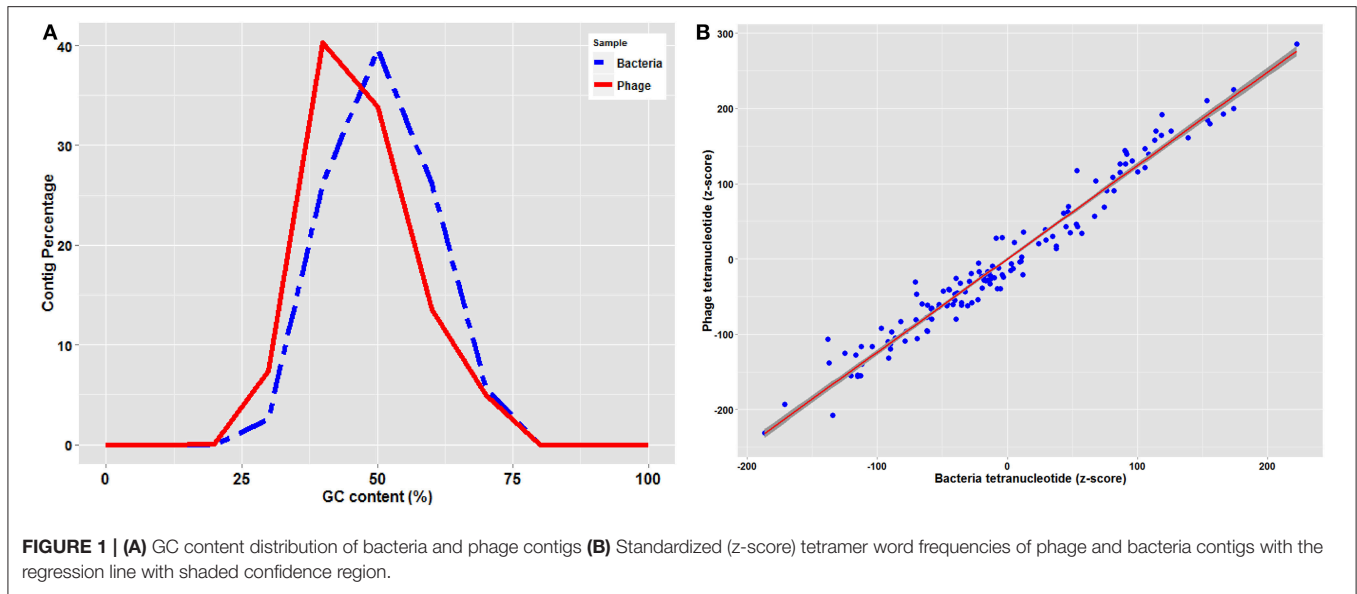 A
40
30
20
10
0
Contig Percentage
0 25 50 75 100
GC content (%)
Sample
Bacteria
Phage
B
300
200
100
0
-100
-200
Phage tetranucleotide (z-score)
-200 -100 0 100 200
Bacteria tetranucleotide (z-score)
FIGURE 1 | (A) GC content distribution of bacteria and phage contigs (B) Standardized (z-score) tetramer word frequencies of phage and bacteria contigs with the
regression line with shaded confidence region.